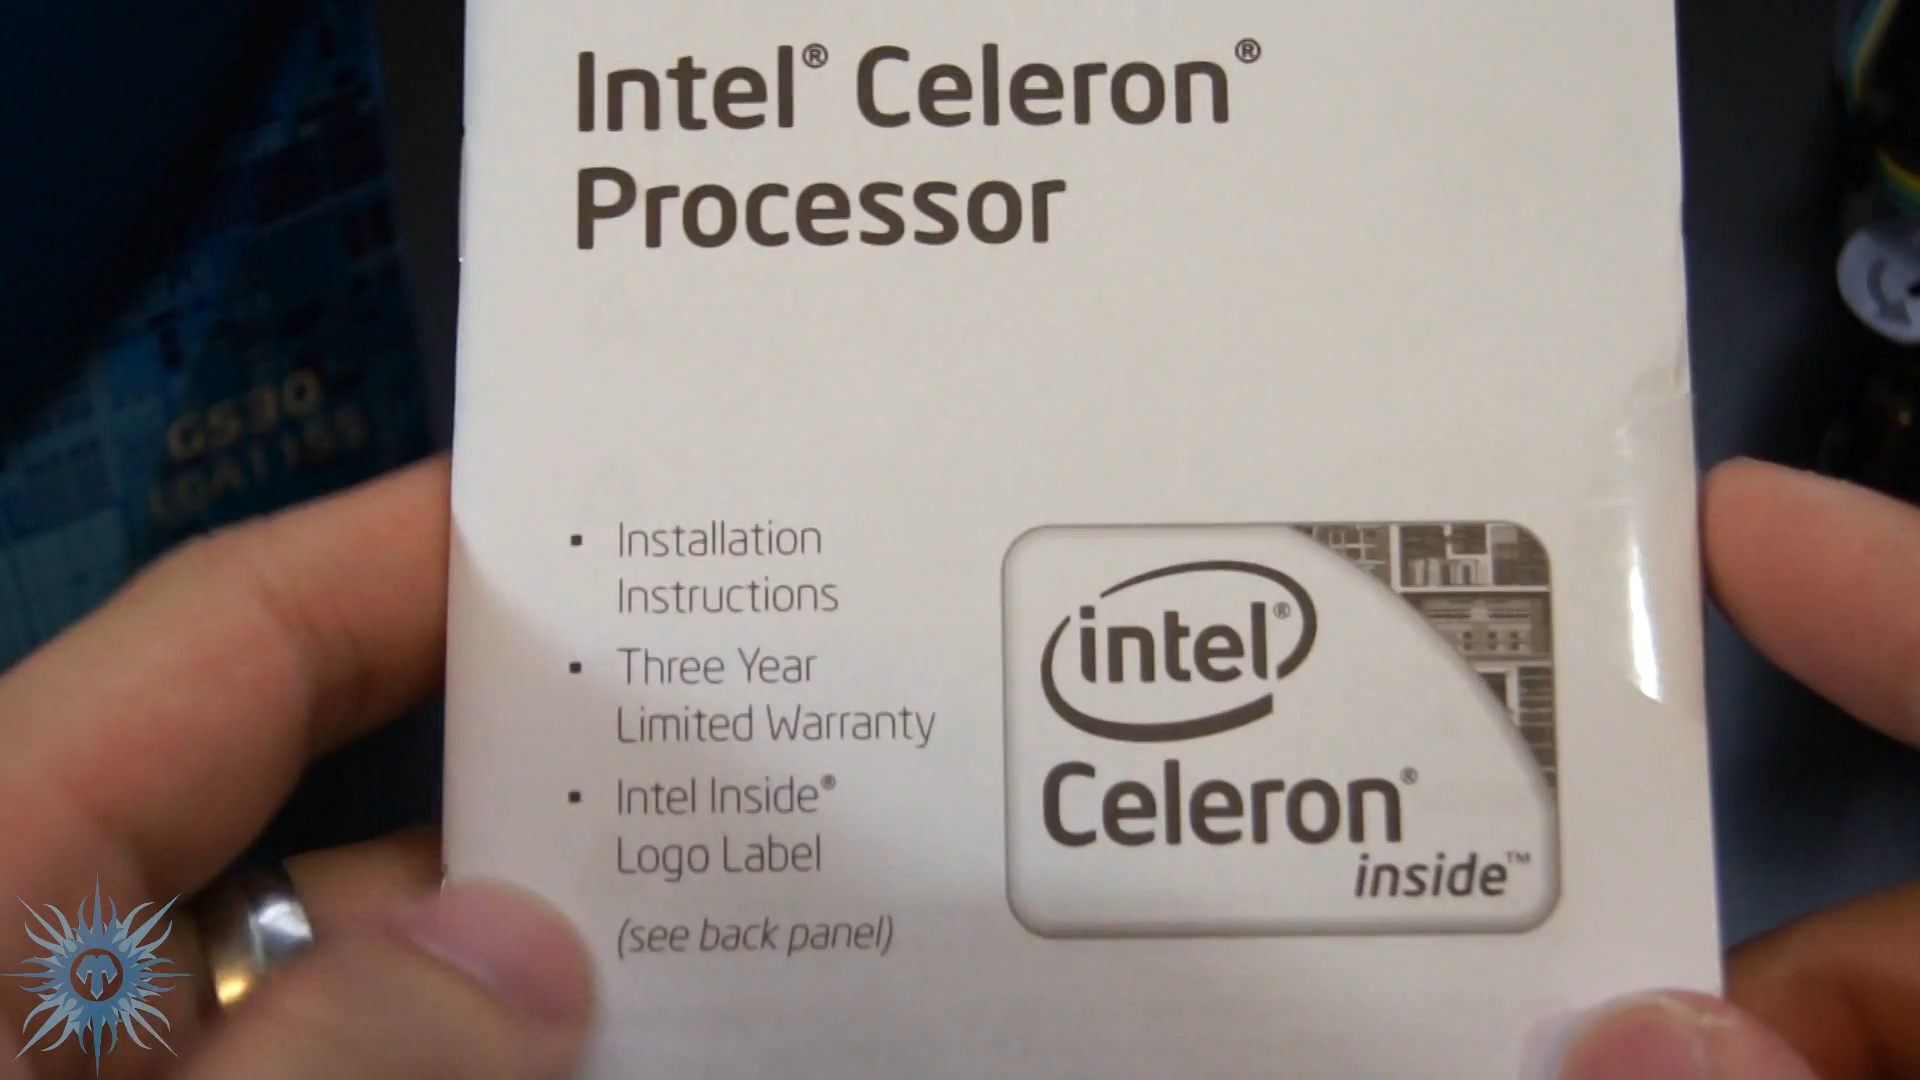 Intel® Celeron®
Processor
G530
LGA1155
▪ Installation
Instructions
▪ Three Year
Limited Warranty
▪ Intel Inside®
Logo Label
(see back panel)
intel®
Celeron®
inside™